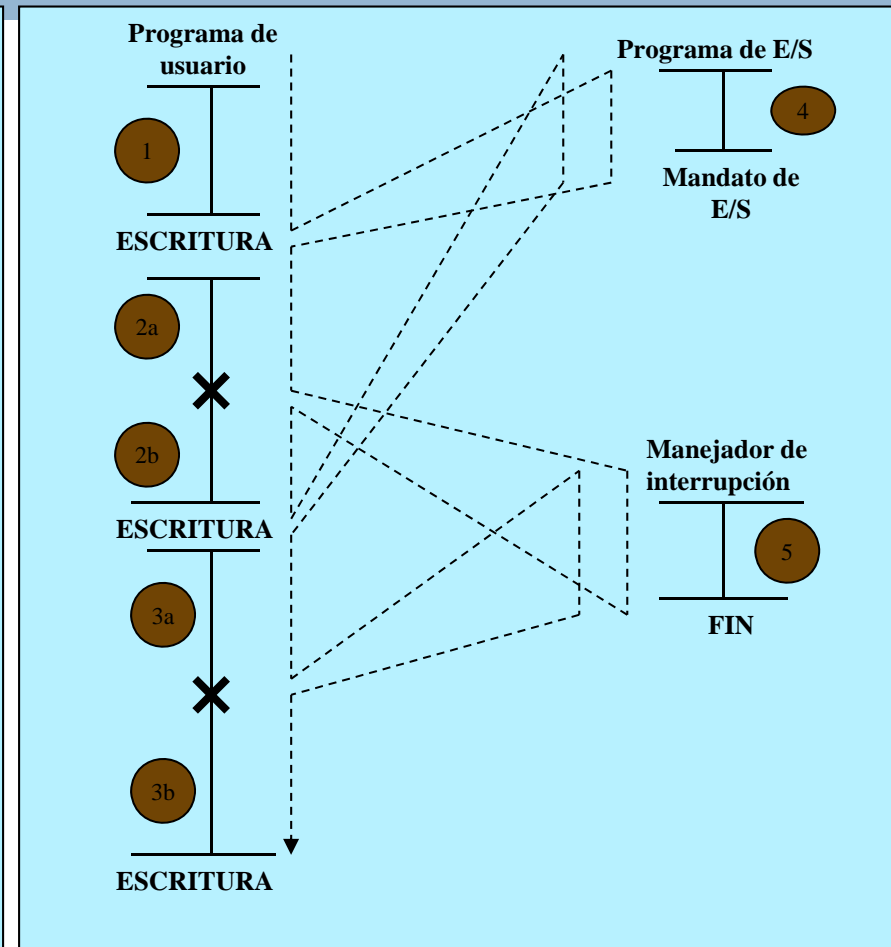 Programa de
usuario
1
ESCRITURA
2a
2b
ESCRITURA
3a
3b
ESCRITURA
Programa de E/S
4
Mandato de
E/S
Manejador de
interrupción
5
FIN